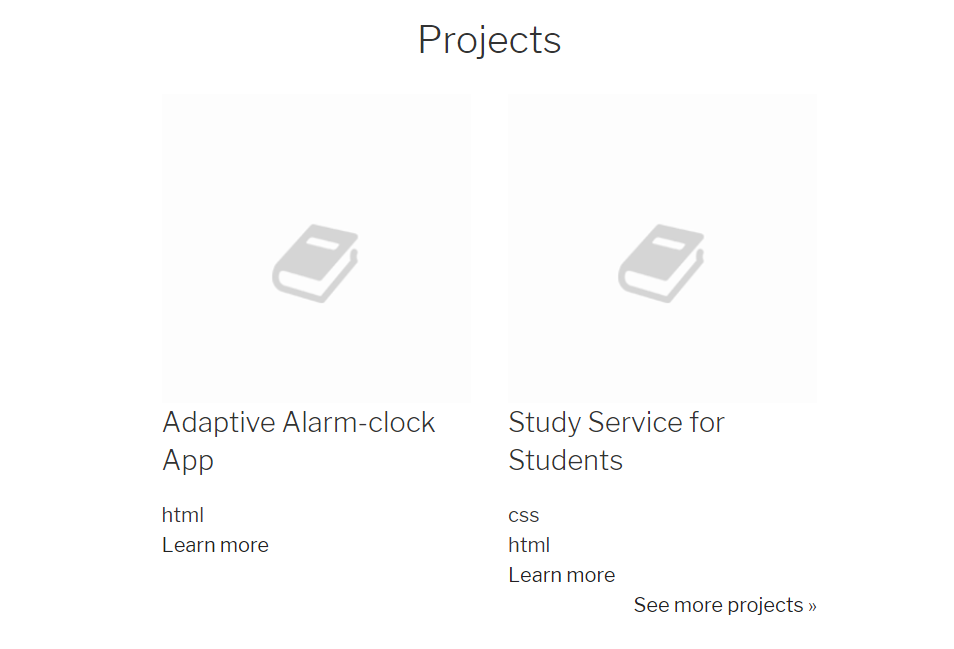 Projects
Adaptive Alarm-clock
App
html
Learn more
Study Service for
Students
css
html
Learn more
See more projects »